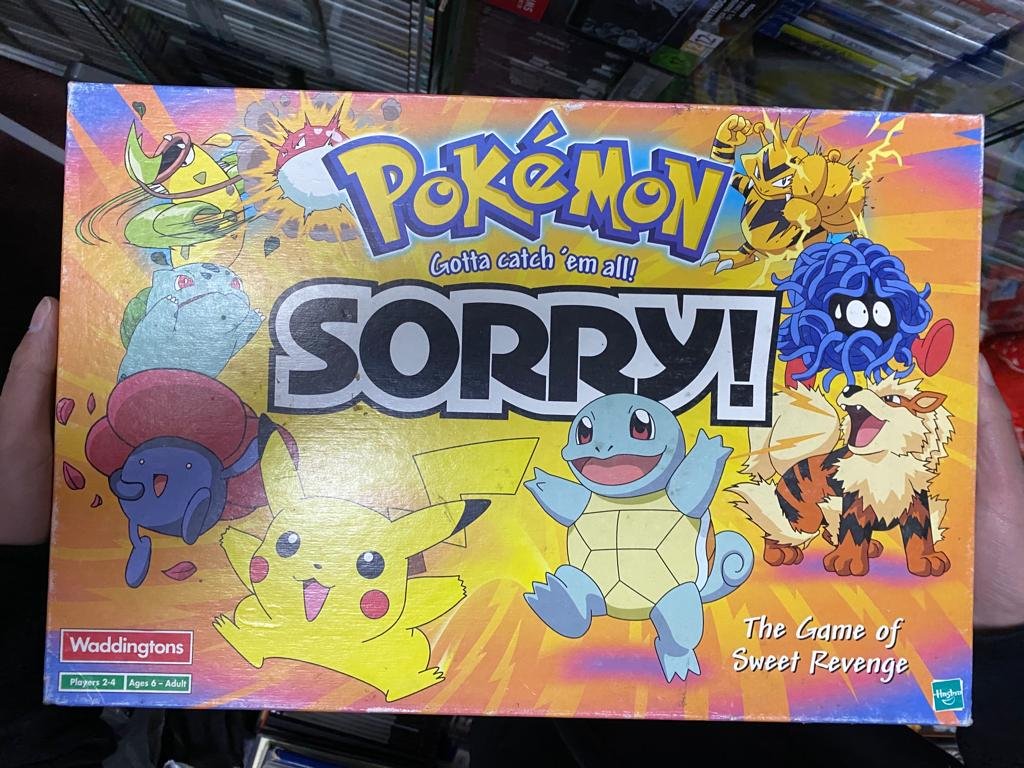 POKéMON
Gotta catch 'em all!
SORRY!
The Game of
Sweet Revenge
Waddingtons
Players 2-4 Ages 6 – Adult
Hasbro